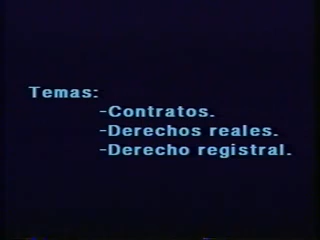 Temas:
-Contratos.
-Derechos reales.
-Derecho registral.